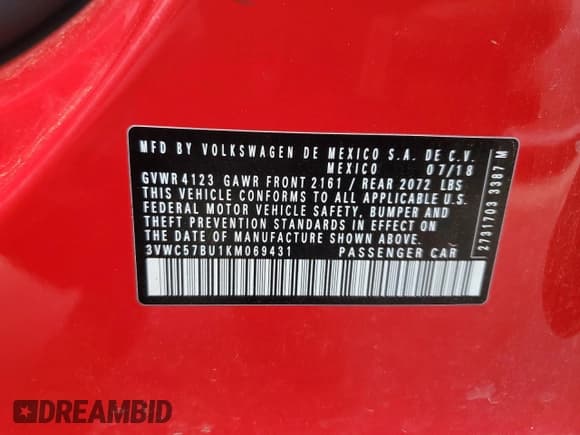 MFD BY VOLKSWAGEN DE MEXICO S.A. DE C.V.
MEXICO 07/18
GVWR 4123 GAWR FRONT 2161 / REAR 2072 LBS
THIS VEHICLE CONFORMS TO ALL APPLICABLE U.S.
FEDERAL MOTOR VEHICLE SAFETY, BUMPER AND
THEFT PREVENTION STANDARDS IN EFFECT ON
THE DATE OF MANUFACTURE SHOWN ABOVE.
3VWC57BU1KM069431 PASSENGER CAR
2731703 3387 M
DREAMBID